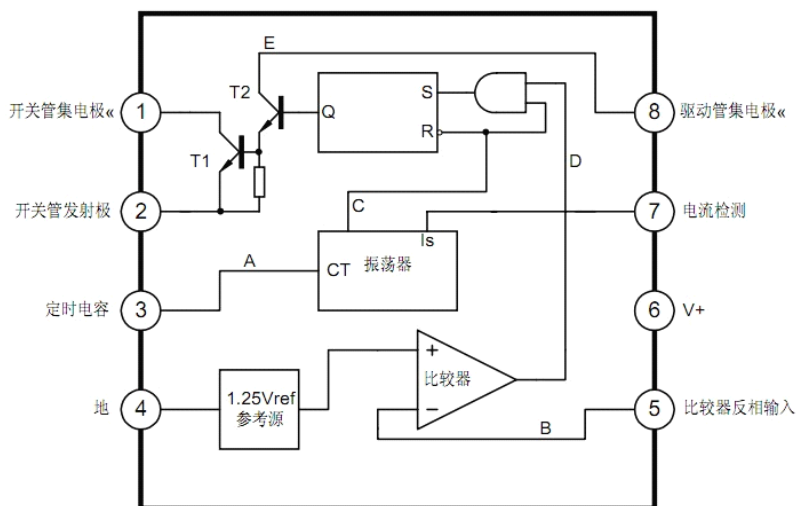 E
T2
开关管集电极«
1
S
Q
8
驱动管集电极«
R
T1
D
开关管发射极
2
C
7
电流检测
Is
A
CT
振荡器
定时电容
3
6
V+
+
地
4
1.25Vref
参考源
比较器
−
5
比较器反相输入
B